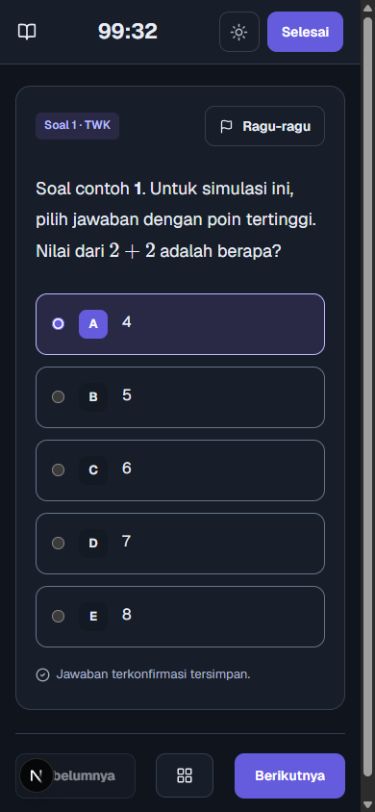 99:32
Selesai
Soal 1 · TWK
Ragu-ragu
Soal contoh 1. Untuk simulasi ini,
pilih jawaban dengan poin tertinggi.
Nilai dari 2 + 2 adalah berapa?
A 4
B 5
C 6
D 7
E 8
Jawaban terkonfirmasi tersimpan.
N belumnya
Berikutnya